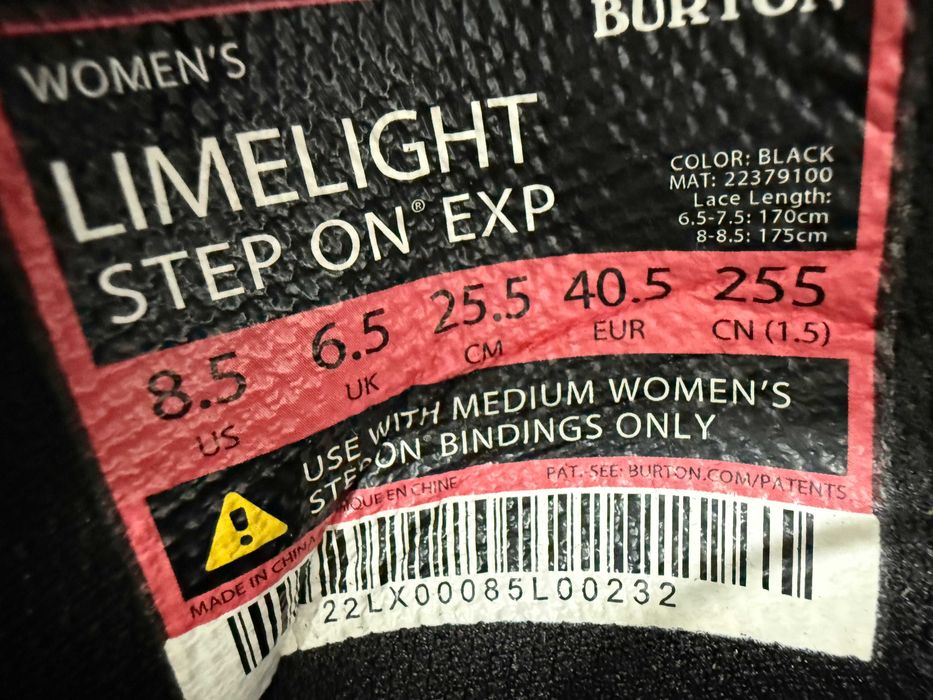 BURTON
WOMEN'S
LIMELIGHT
STEP ON® EXP
COLOR: BLACK
MAT: 22379100
Lace Length:
6.5-7.5: 170cm
8-8.5: 175cm
8.5 6.5 25.5 40.5 255
US UK CM EUR CN (1.5)
USE WITH MEDIUM WOMEN'S
STEP ON® BINDINGS ONLY
MADE IN CHINA EN CHINE
PAT. SEE: BURTON.COM/PATENTS
22LX00085L00232